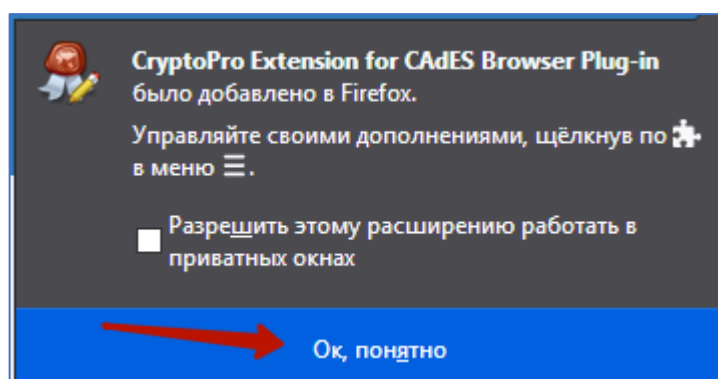 CryptoPro Extension for CAdES Browser Plug-in
было добавлено в Firefox.
Управляйте своими дополнениями, щёлкнув по
в меню ☰.
Разрешить этому расширению работать в
приватных окнах
Ок, понятно